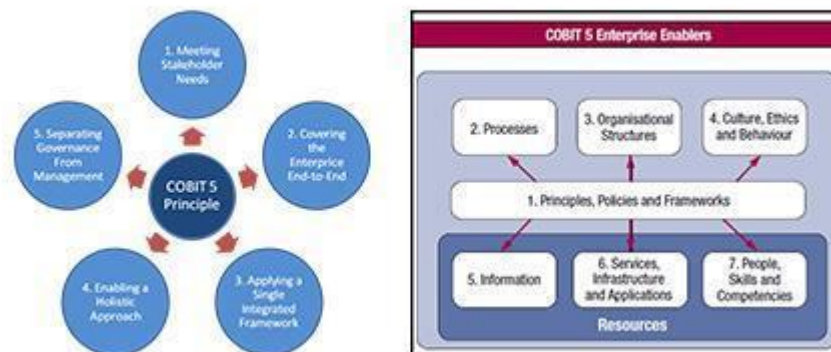 1. Meeting
Stakeholder
Needs
2. Covering
the
Enterprice
End-to-End
3. Applying a
Single
Integrated
Framework
4. Enabling a
Holistic
Approach
5. Separating
Governance
From
Management
COBIT 5
Principle
COBIT 5 Enterprise Enablers
2. Processes
3. Organisational
Structures
4. Culture, Ethics
and Behaviour
1. Principles, Policies and Frameworks
5. Information
6. Services,
Infrastructure
and Applications
7. People,
Skills and
Competencies
Resources